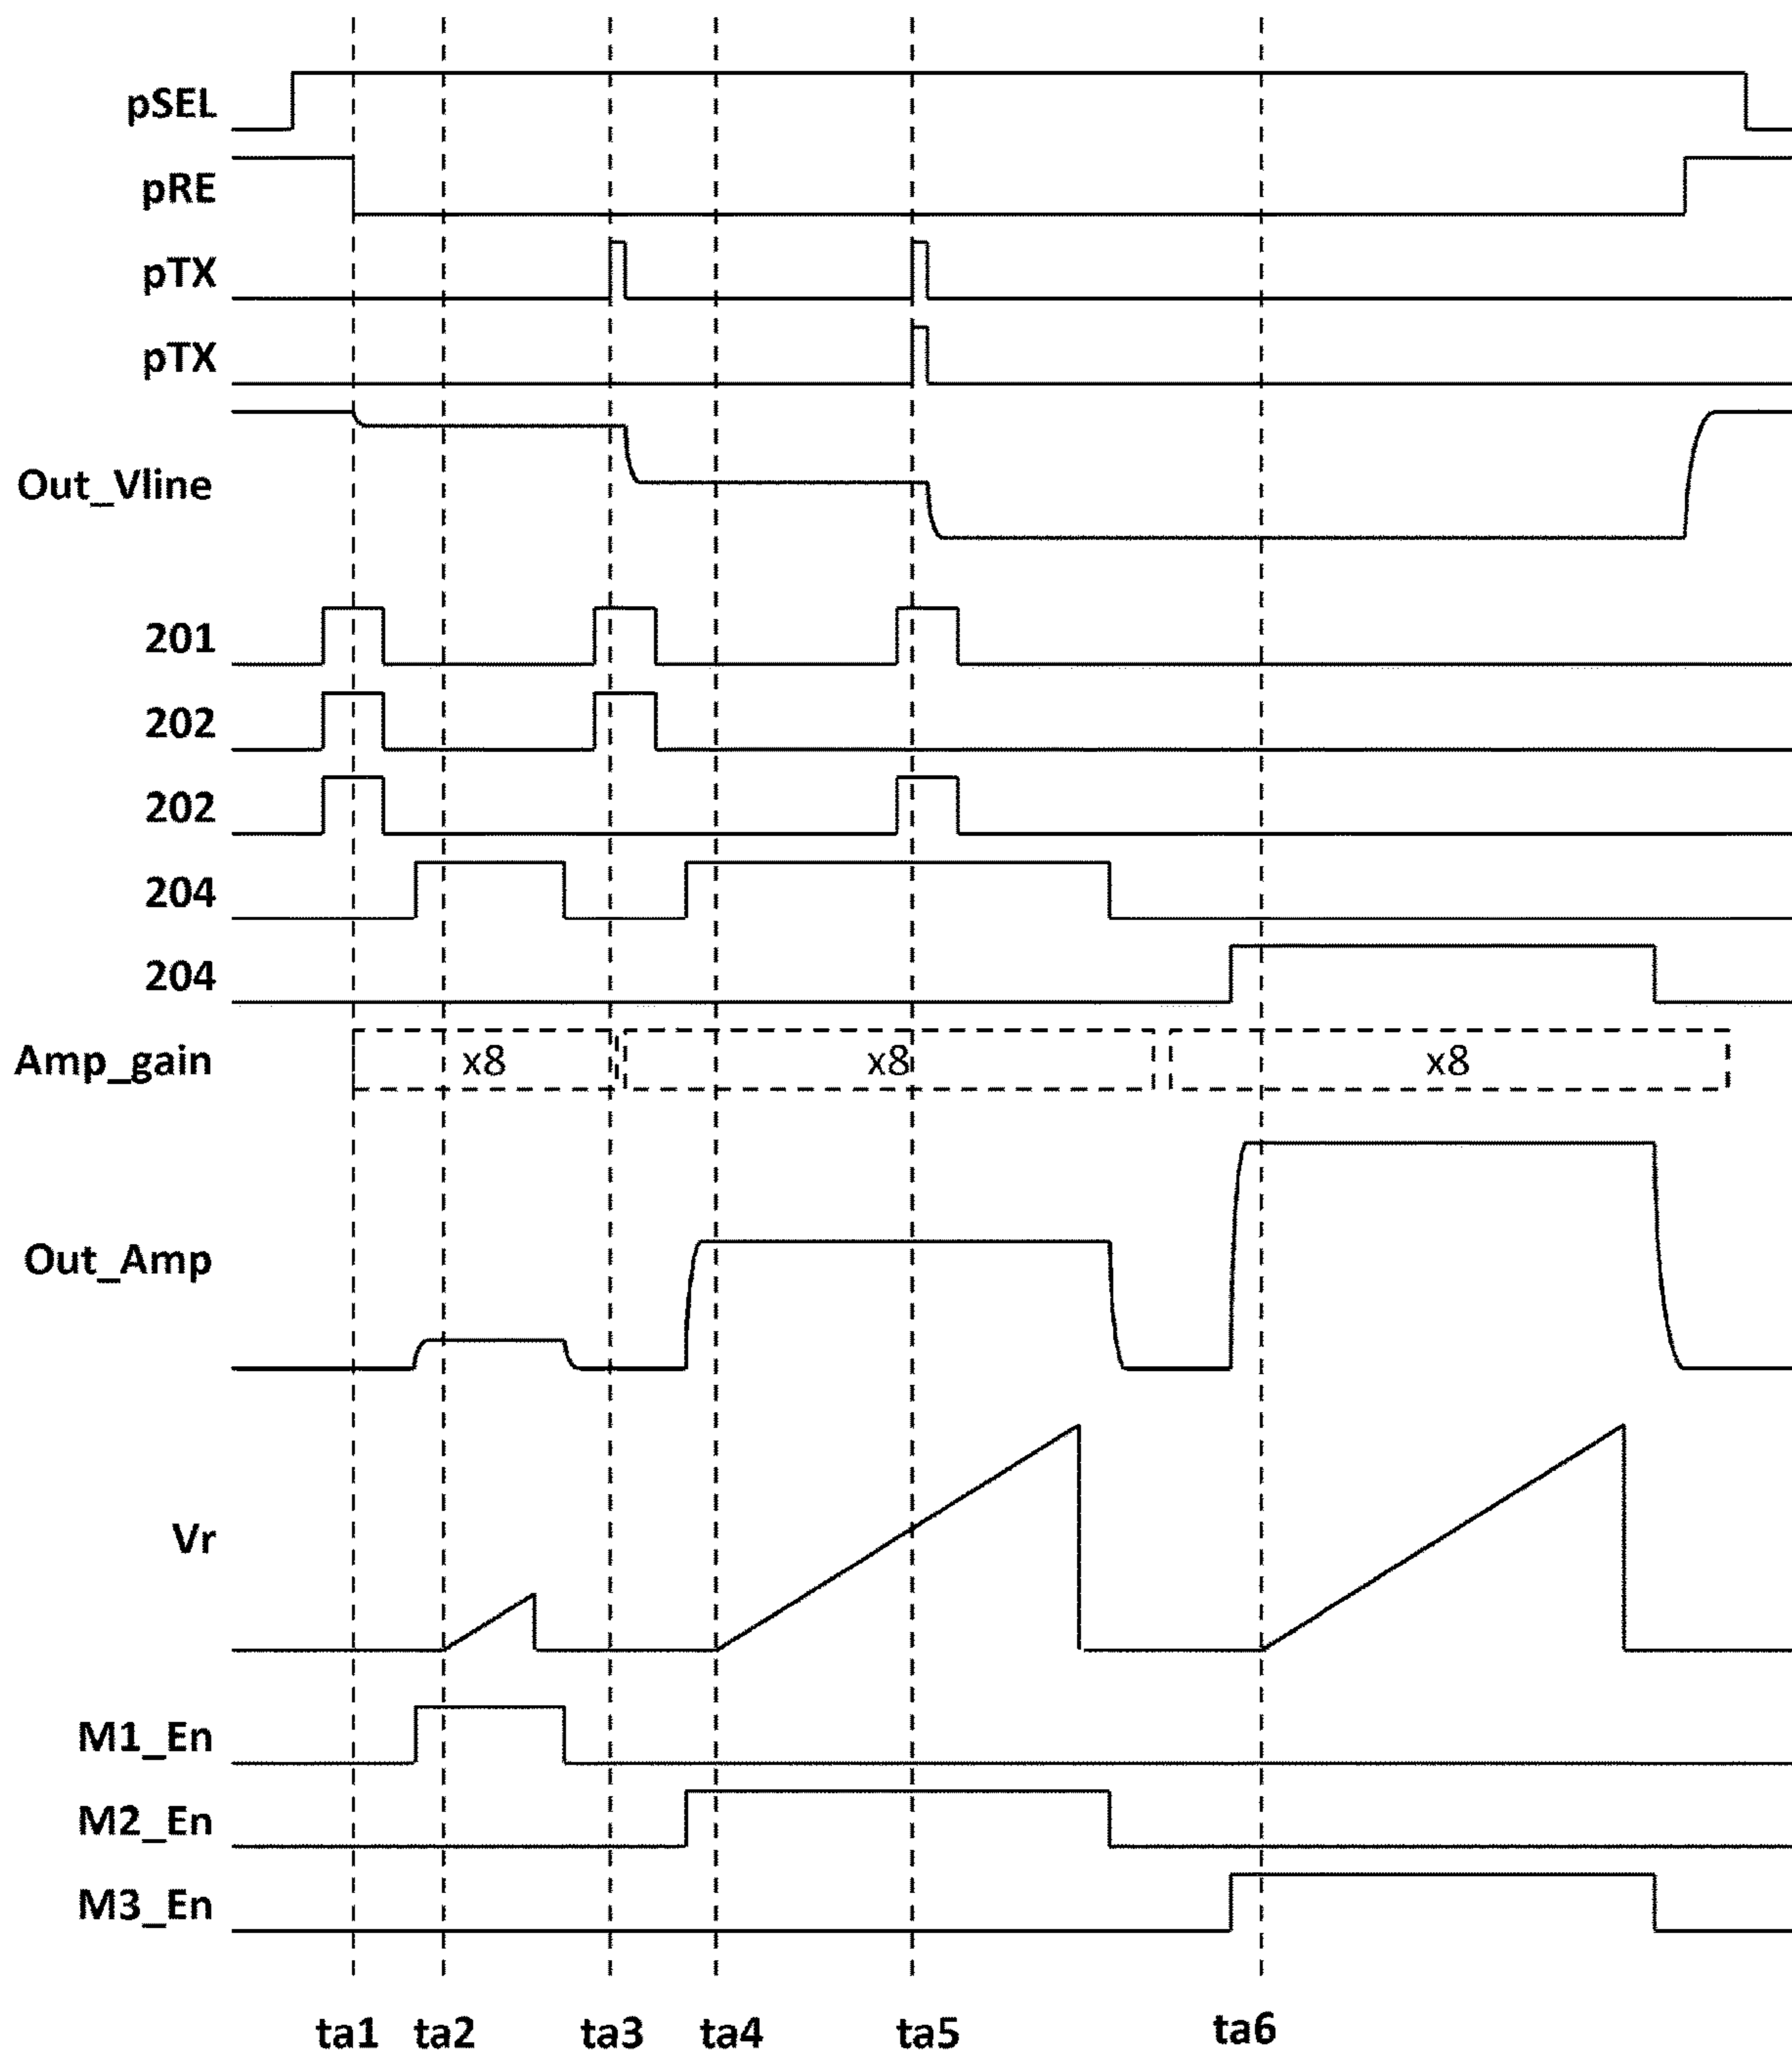 pSEL
pRE
pTX
pTX
Out_Vline
201
202
202
204
204
Amp_gain x8 x8 x8
Out_Amp
Vr
M1_En
M2_En
M3_En
ta1 ta2 ta3 ta4 ta5 ta6